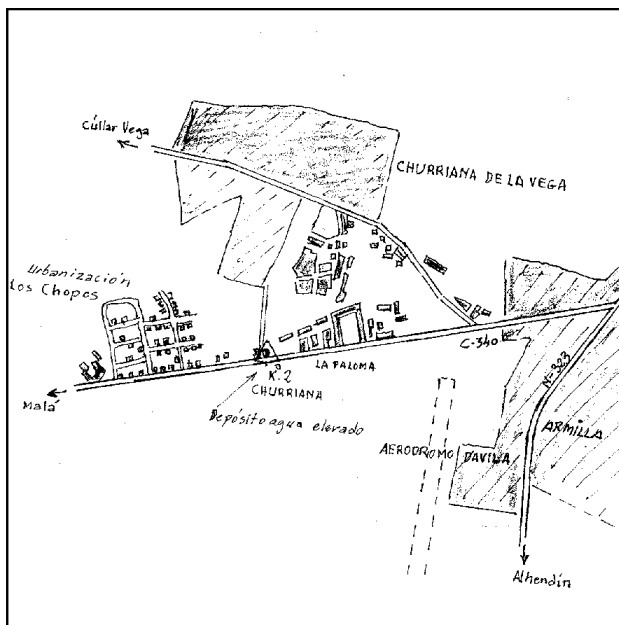 Cúllar Vega
CHURRIANA DE LA VEGA
Urbanización
Los Chopos
C-340
LA PALOMA
K.2
CHURRIANA
N-323
Malá
Depósito agua elevado
ARMILLA
AERODROMO DAVILA
Alhendín